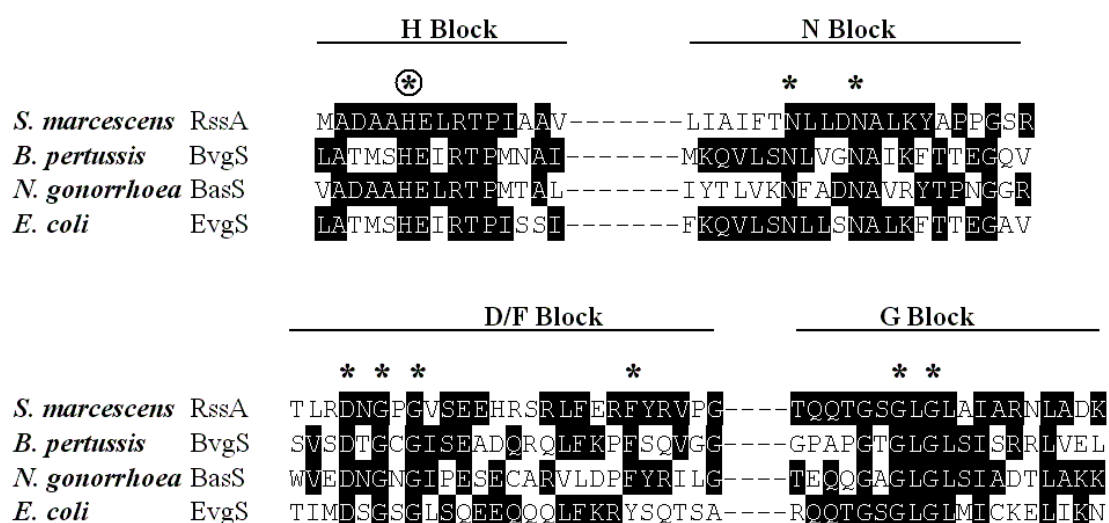 H Block N Block
* * *
S. marcescens RssA MADAAHELRTPIAAV-------LIAIFTNLLDNALKYAPPGSR
B. pertussis BvgS LATMSHEIRTPMNAI-------MKQVLSNLVGNAIKFTTEGQV
N. gonorrhoea BasS VADAAHELRTPMTAL-------IYTLVKNFADNAVRYTPNGGR
E. coli EvgS LATMSHEIRTPISSI-------FKQVLSNLLSNALKFTTEGAV
D/F Block G Block
* * * * * *
S. marcescens RssA TLRDNGPGVSEEHRSRLFERFYRVPG----TQQTGSGLGLAIARNLADK
B. pertussis BvgS SVSDTGCGISEADQRQLFKPFSQVGG----GPAPGTGLGLSISRRLVEL
N. gonorrhoea BasS WVEDNGNGIPESECARVLDPFYRILG----TEQQGAGLGLSIADTLAKK
E. coli EvgS TIMDSGSGLSQEEQQQLFKRYSQTSA----RQQTGSGLGLMICKELIKN